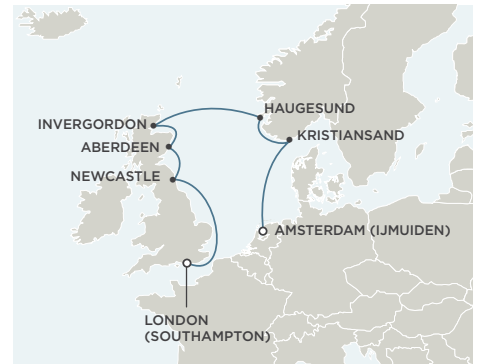 HAUGESUND
INVERGORDON
KRISTIANSAND
ABERDEEN
NEWCASTLE
AMSTERDAM (IJMUIDEN)
LONDON
(SOUTHAMPTON)